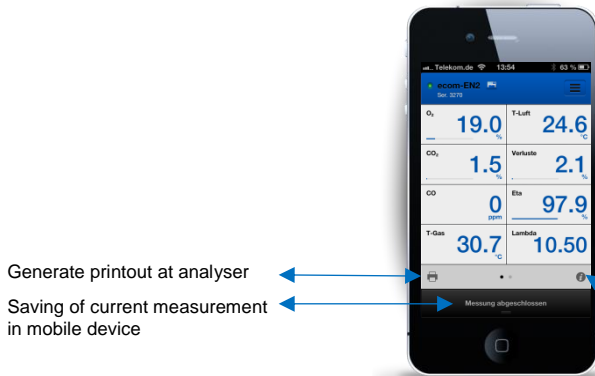 Telekom.de 13:54 63 %
ecom-EN2
Ser. 3270
O₂ 19.0 % T-Luft 24.6 °C
CO₂ 1.5 % Verluste 2.1 %
CO 0 ppm Eta 97.9 %
T-Gas 30.7 °C Lambda 10.50
Generate printout at analyser
Saving of current measurement
in mobile device
Messung abgeschlossen